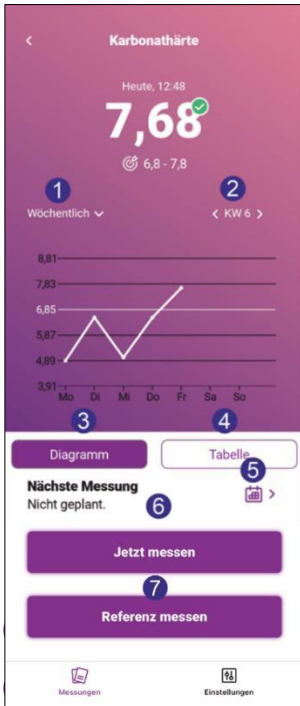 Karbonathärte
Heute, 12:48
7,68
6,8 - 7,8
1
2
Wöchentlich
KW 6
8,81
7,83
6,85
5,87
4,89
3,91
Mo Di Mi Do Fr Sa So
3
4
Diagramm
Tabelle
5
Nächste Messung
Nicht geplant.
6
Jetzt messen
7
Referenz messen
Messungen
Einstellungen